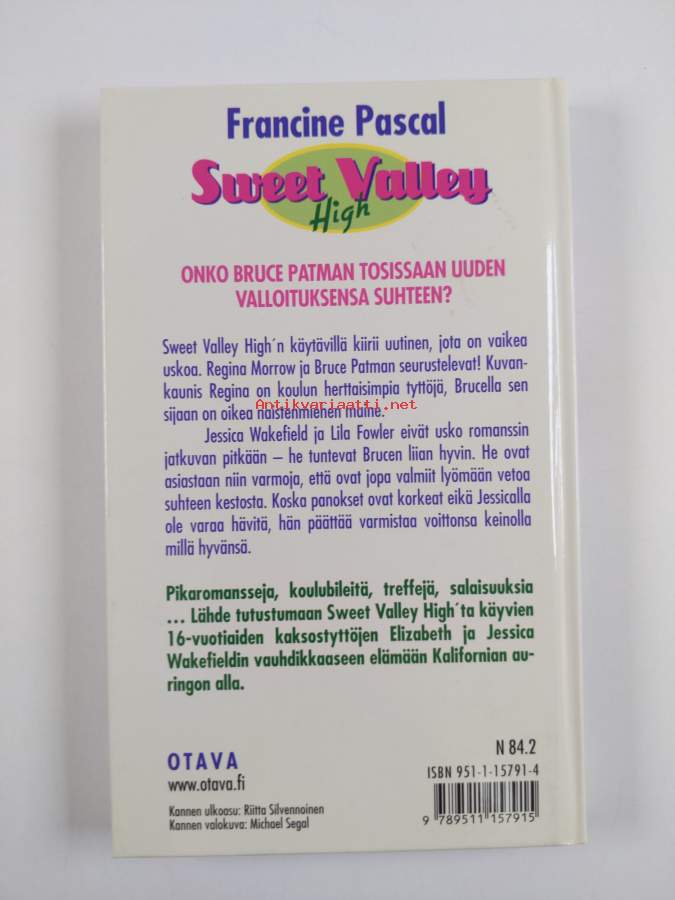 Francine Pascal
Sweet Valley
High
ONKO BRUCE PATMAN TOSISSAAN UUDEN
VALLOITUKSENSA SUHTEEN?
Sweet Valley High´n käytävillä kiirii uutinen, jota on vaikea
uskoa. Regina Morrow ja Bruce Patman seurustelevat! Kuvan-
kaunis Regina on koulun herttaisimpia tyttöjä, Brucella sen
sijaan on oikea naistenmiehen maine.
Antikvariaatti.net
Jessica Wakefield ja Lila Fowler eivät usko romanssin
jatkuvan pitkään – he tuntevat Brucen liian hyvin. He ovat
asiastaan niin varmoja, että ovat jopa valmiit lyömään vetoa
suhteen kestosta. Koska panokset ovat korkeat eikä Jessicalla
ole varaa hävitä, hän päättää varmistaa voittonsa keinolla
millä hyvänsä.
Pikaromansseja, koulubileitä, treffejä, salaisuuksia
... Lähde tutustumaan Sweet Valley High´ta käyvien
16-vuotiaiden kaksostyttöjen Elizabeth ja Jessica
Wakefieldin vauhdikkaaseen elämään Kalifornian au-
ringon alla.
OTAVA
www.otava.fi
Kannen ulkoasu: Riitta Silvennoinen
Kannen valokuva: Michael Segal
N 84.2
ISBN 951-1-15791-4
9 789511 157915